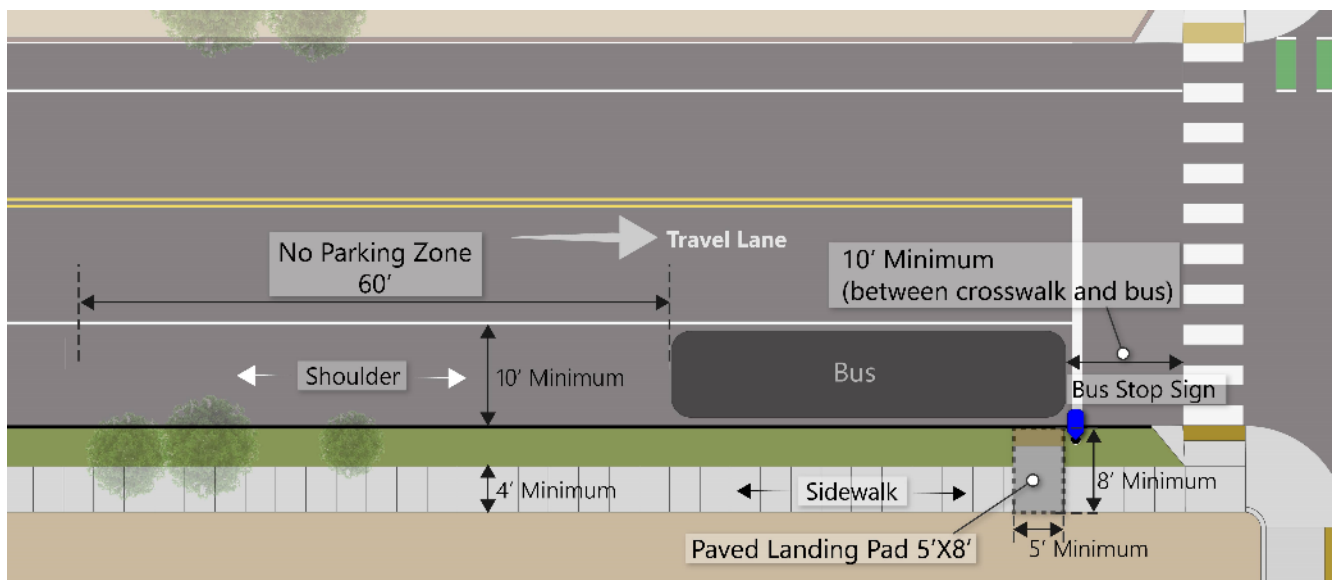 No Parking Zone
60′
Travel Lane
10′ Minimum
(between crosswalk and bus)
Shoulder
10′ Minimum
Bus
Bus Stop Sign
4′ Minimum
Sidewalk
8′ Minimum
Paved Landing Pad 5′X8′
5′ Minimum